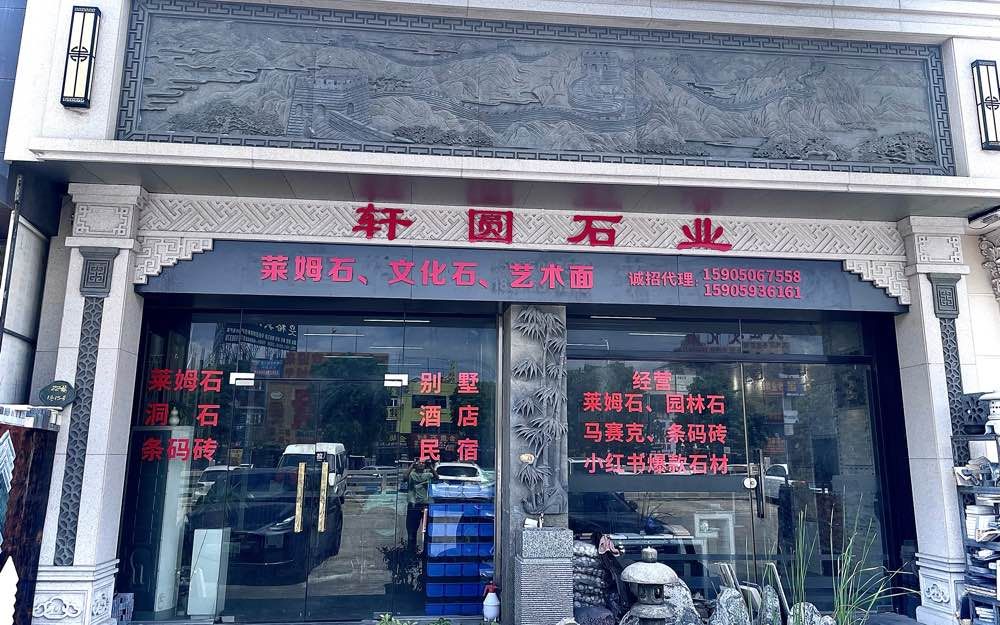 轩圆石业
莱姆石、文化石、艺术面
诚招代理: 15905067558
15905936161
莱姆石
洞石
条码砖
别墅
酒店
民宿
经营
莱姆石、园林石
马赛克、条码砖
小红书爆款石材